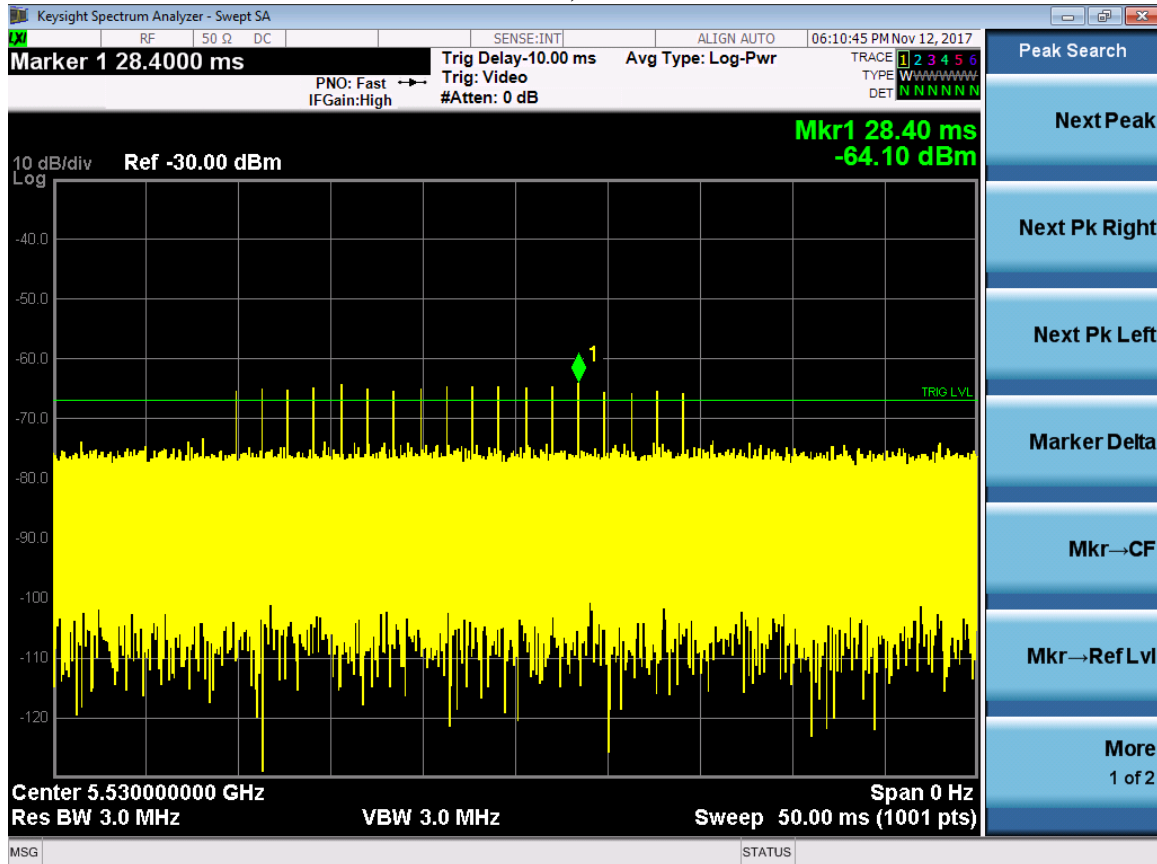 Keysight Spectrum Analyzer - Swept SA
LXI RF 50 Ω DC SENSE:INT ALIGN AUTO 06:10:45 PM Nov 12, 2017
Marker 1 28.4000 ms
PNO: Fast
IFGain:High
Trig Delay-10.00 ms
Trig: Video
#Atten: 0 dB
Avg Type: Log-Pwr
TRACE 1 2 3 4 5 6
TYPE WWWWWW
DET N N N N N N
Mkr1 28.40 ms
-64.10 dBm
10 dB/div Ref -30.00 dBm
Log
-40.0
-50.0
-60.0
-70.0
-80.0
-90.0
-100
-110
-120
1
TRIG LVL
Center 5.530000000 GHz Span 0 Hz
Res BW 3.0 MHz VBW 3.0 MHz Sweep 50.00 ms (1001 pts)
MSG STATUS
Peak Search
Next Peak
Next Pk Right
Next Pk Left
Marker Delta
Mkr→CF
Mkr→Ref Lvl
More
1 of 2